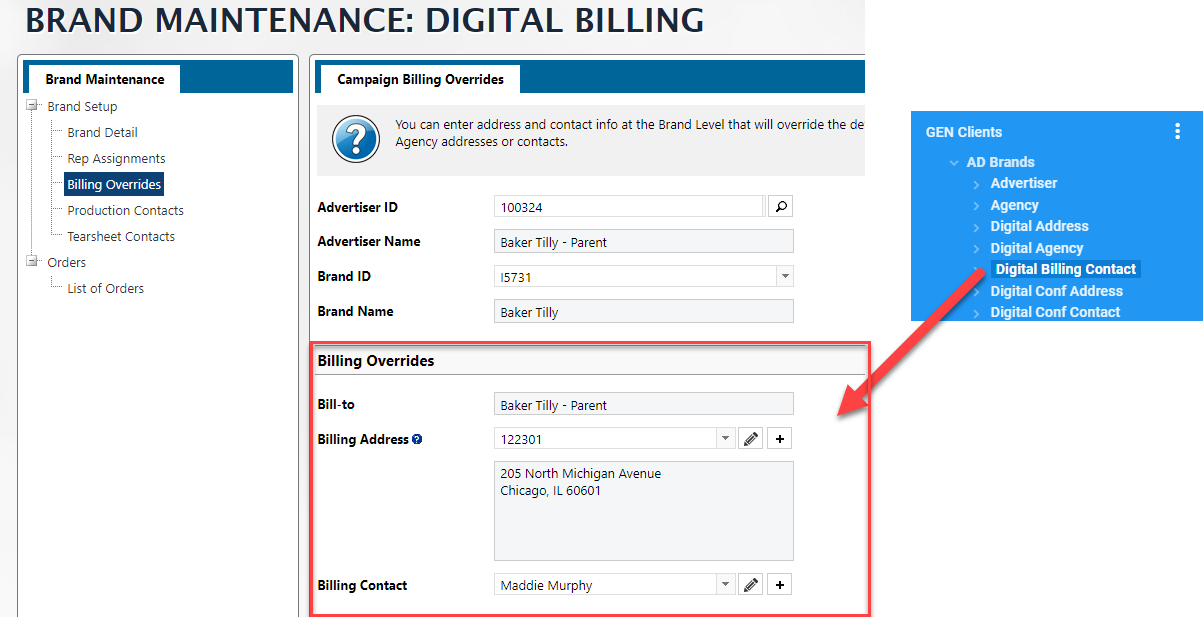 BRAND MAINTENANCE: DIGITAL BILLING
Brand Maintenance
Brand Setup
Brand Detail
Rep Assignments
Billing Overrides
Production Contacts
Tearsheet Contacts
Orders
List of Orders
Campaign Billing Overrides
?
You can enter address and contact info at the Brand Level that will override the de
Agency addresses or contacts.
Advertiser ID 100324
Advertiser Name Baker Tilly - Parent
Brand ID I5731
Brand Name Baker Tilly
Billing Overrides
Bill-to Baker Tilly - Parent
Billing Address ? 122301 +
205 North Michigan Avenue
Chicago, IL 60601
Billing Contact Maddie Murphy +
GEN Clients
AD Brands
Advertiser
Agency
Digital Address
Digital Agency
Digital Billing Contact
Digital Conf Address
Digital Conf Contact